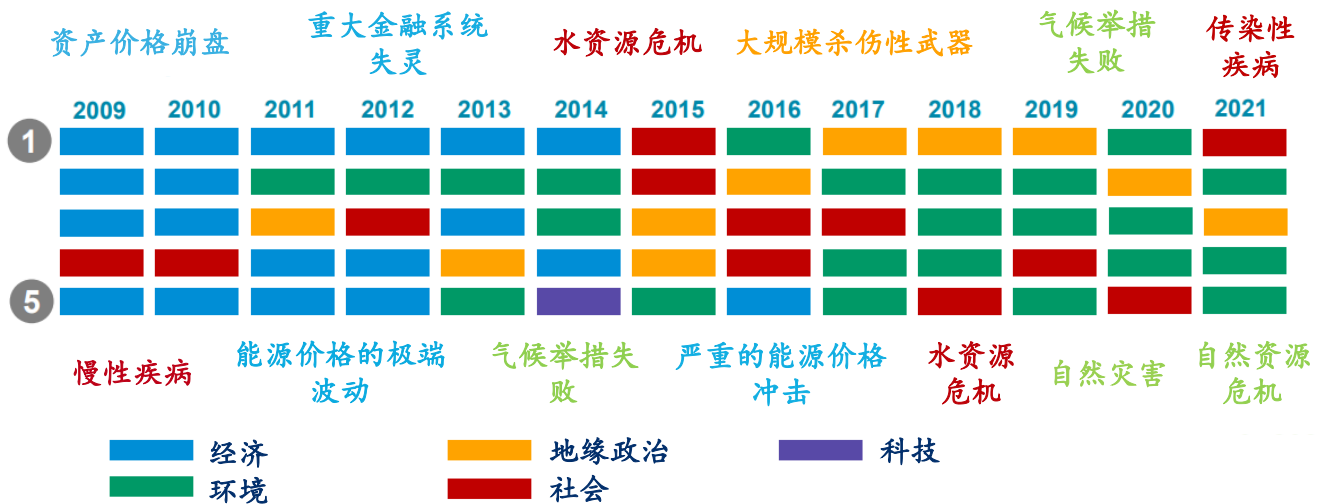 资产价格崩盘
重大金融系统
失灵
水资源危机
大规模杀伤性武器
气候举措
失败
传染性
疾病
2009 2010 2011 2012 2013 2014 2015 2016 2017 2018 2019 2020 2021
1
5
慢性疾病
能源价格的极端
波动
气候举措失
败
严重的能源价格
冲击
水资源
危机
自然灾害
自然资源
危机
经济
地缘政治
科技
环境
社会